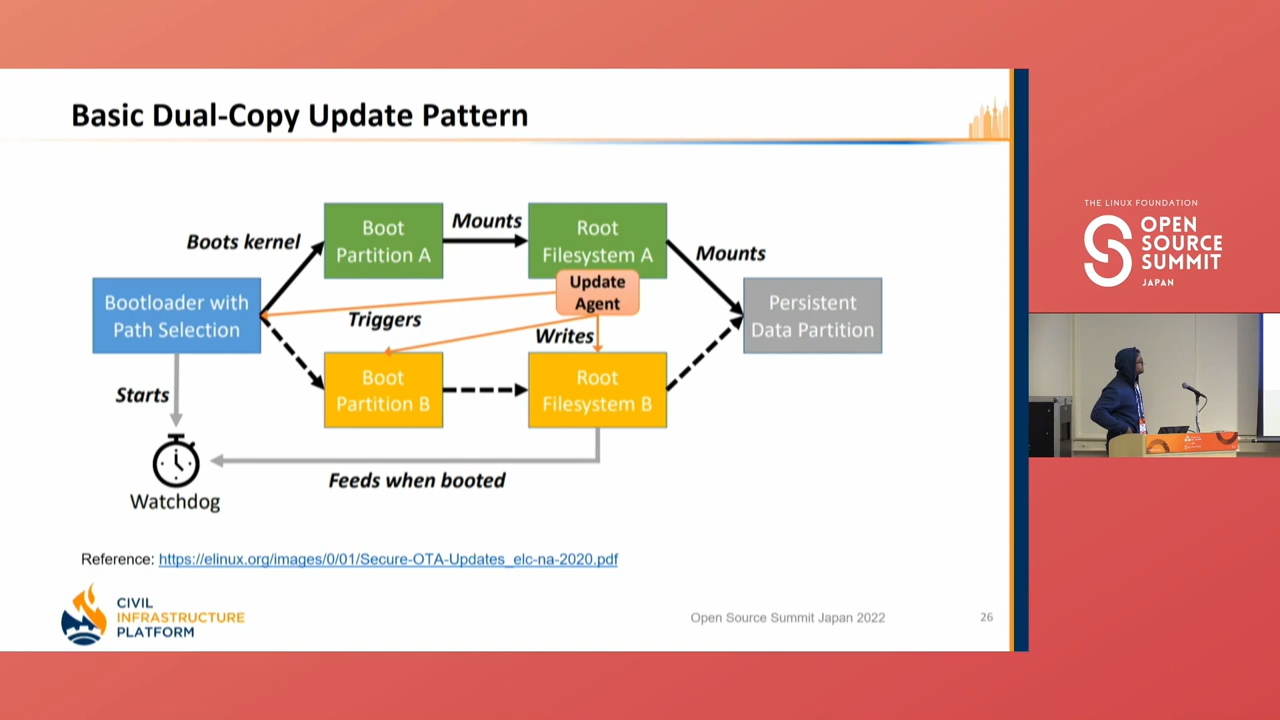 Basic Dual-Copy Update Pattern
Boot
Partition A
Mounts
Root
Filesystem A
Boots kernel
Mounts
Update
Agent
Bootloader with
Path Selection
Triggers
Persistent
Data Partition
Writes
Boot
Partition B
Root
Filesystem B
Starts
Feeds when booted
Watchdog
Reference: https://elinux.org/images/0/01/Secure-OTA-Updates_elc-na-2020.pdf
CIVIL
INFRASTRUCTURE
PLATFORM
Open Source Summit Japan 2022
26
THE LINUX FOUNDATION
OPEN
SOURCE
SUMMIT
JAPAN